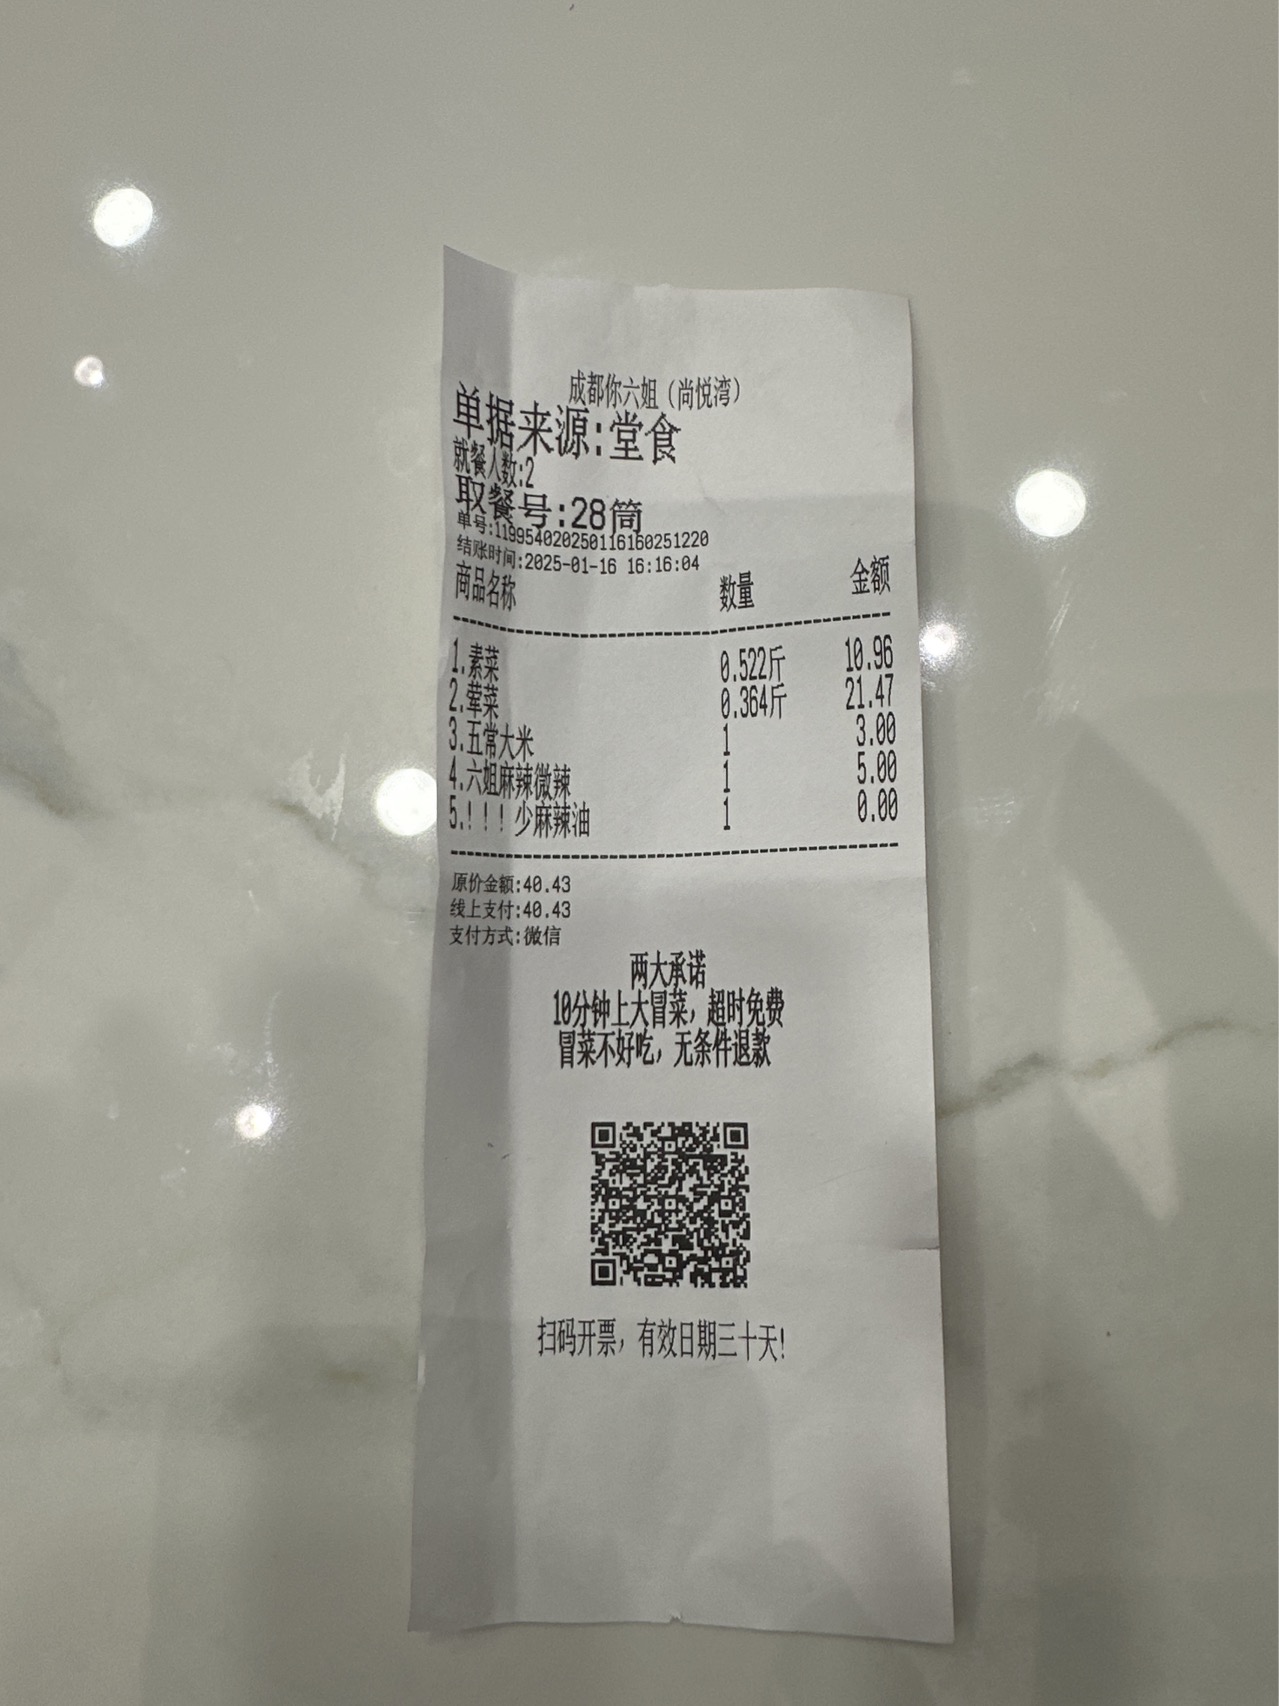 成都你六姐（尚悦湾）
单据来源:堂食
就餐人数:2
取餐号:28筒
单号:119954020250116160251220
结账时间:2025-01-16 16:16:04
商品名称 数量 金额
1.素菜 0.522斤 10.96
2.荤菜 0.364斤 21.47
3.五常大米 1 3.00
4.六姐麻辣微辣 1 5.00
5.!!!少麻辣油 1 0.00
原价金额:40.43
线上支付:40.43
支付方式:微信
两大承诺
10分钟上大冒菜，超时免费
冒菜不好吃，无条件退款
扫码开票，有效日期三十天!